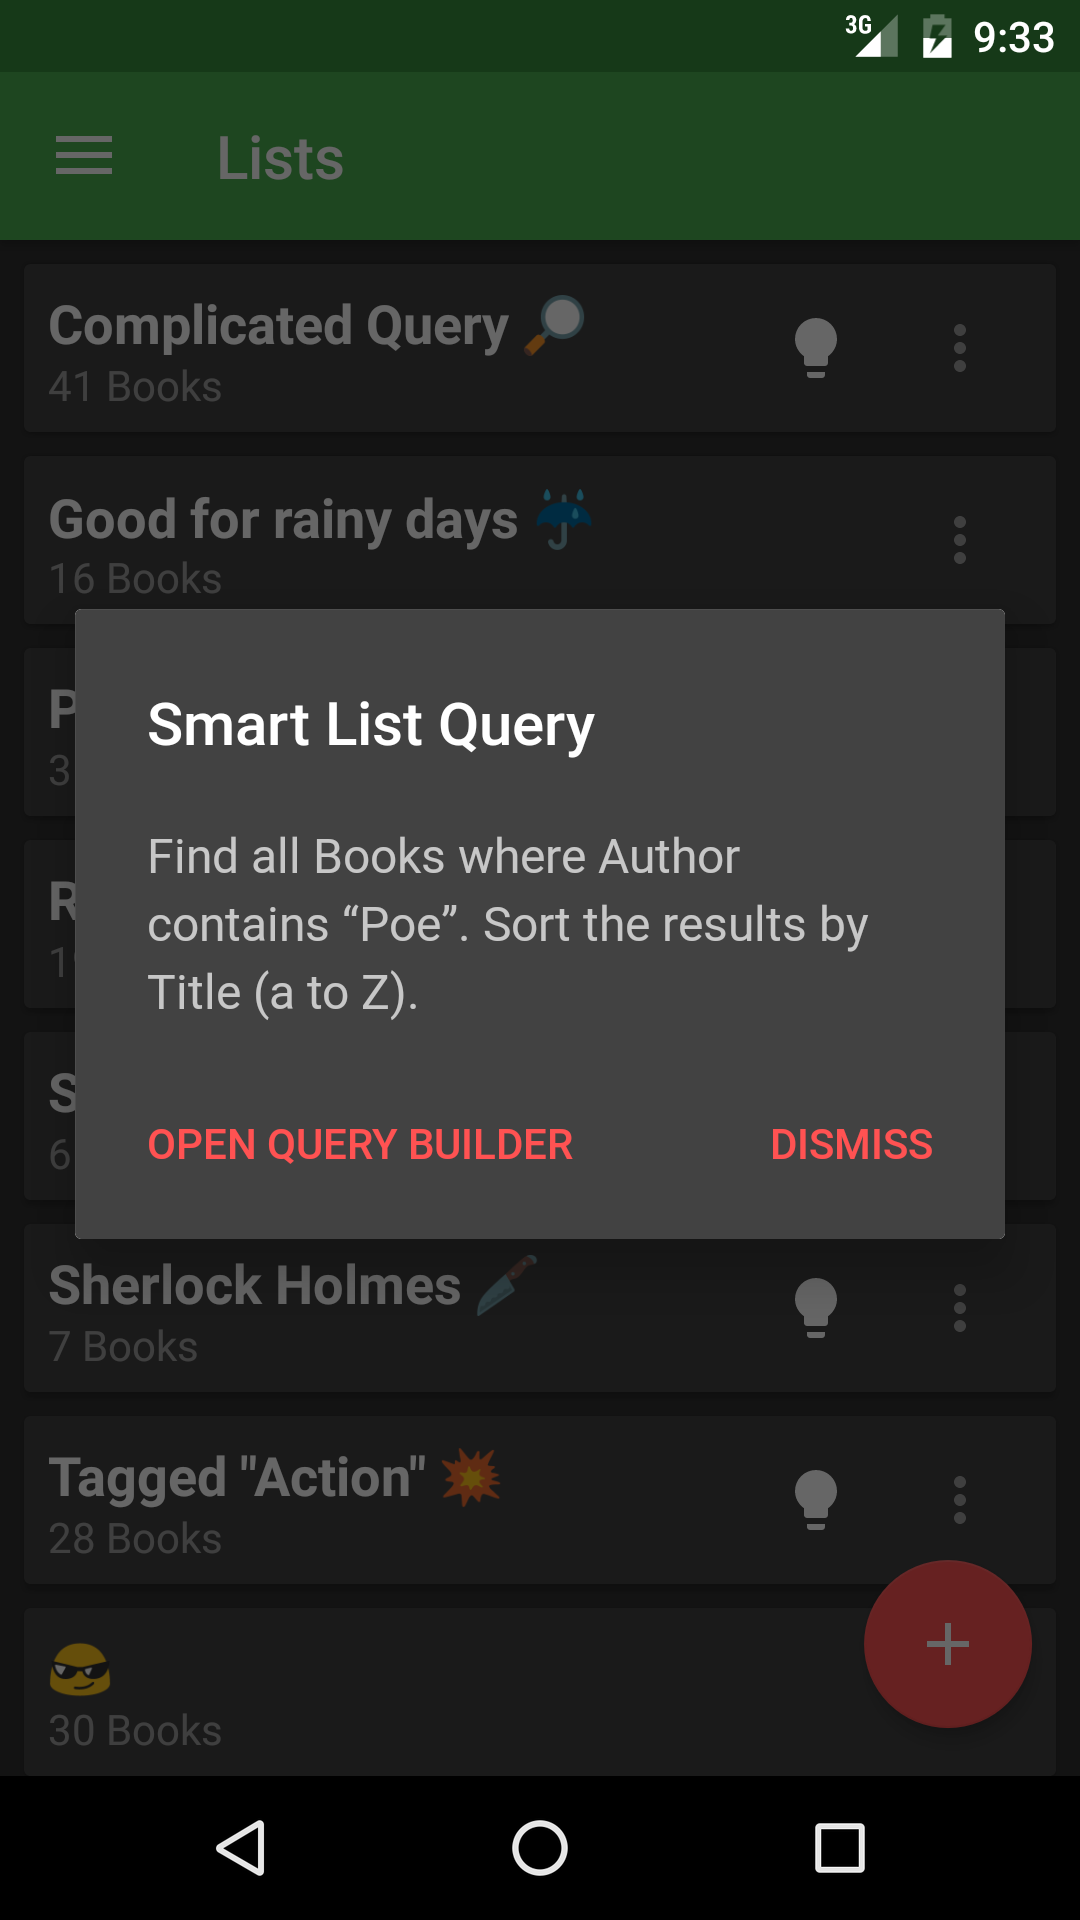 3G 9:33
Lists
Complicated Query 🔎
41 Books
Good for rainy days ☔
16 Books
P
3
R
S
6
Smart List Query
Find all Books where Author
contains “Poe”. Sort the results by
Title (a to Z).
OPEN QUERY BUILDER DISMISS
Sherlock Holmes 🔪
7 Books
Tagged "Action" 💥
28 Books
😎
30 Books